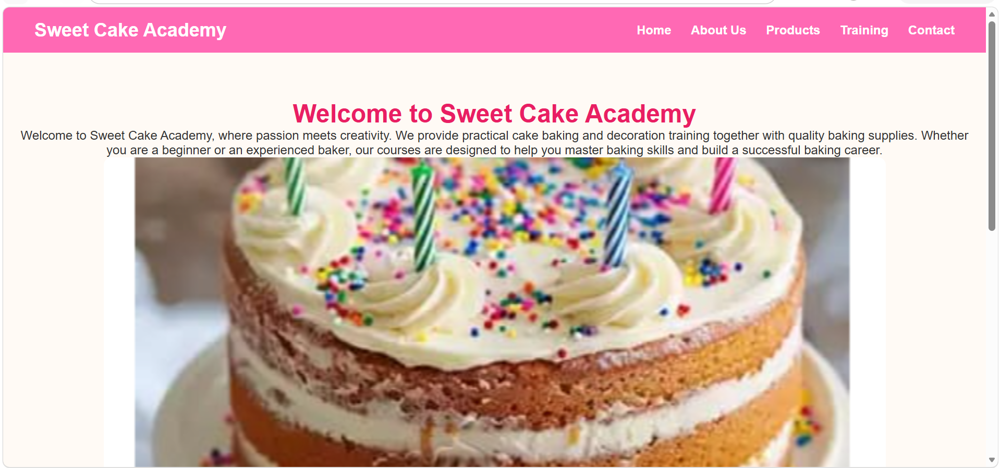 Sweet Cake Academy
Home About Us Products Training Contact
Welcome to Sweet Cake Academy
Welcome to Sweet Cake Academy, where passion meets creativity. We provide practical cake baking and decoration training together with quality baking supplies. Whether
you are a beginner or an experienced baker, our courses are designed to help you master baking skills and build a successful baking career.